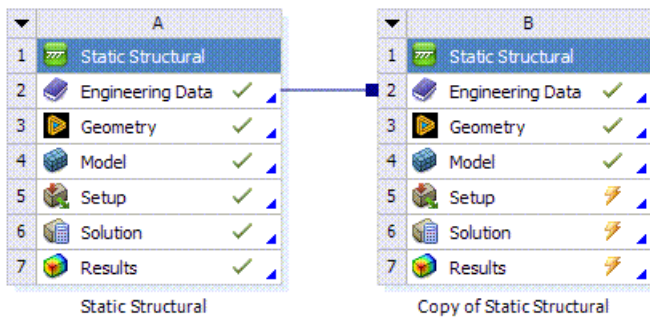 A
1 Static Structural
2 Engineering Data
3 Geometry
4 Model
5 Setup
6 Solution
7 Results
Static Structural
B
1 Static Structural
2 Engineering Data
3 Geometry
4 Model
5 Setup
6 Solution
7 Results
Copy of Static Structural